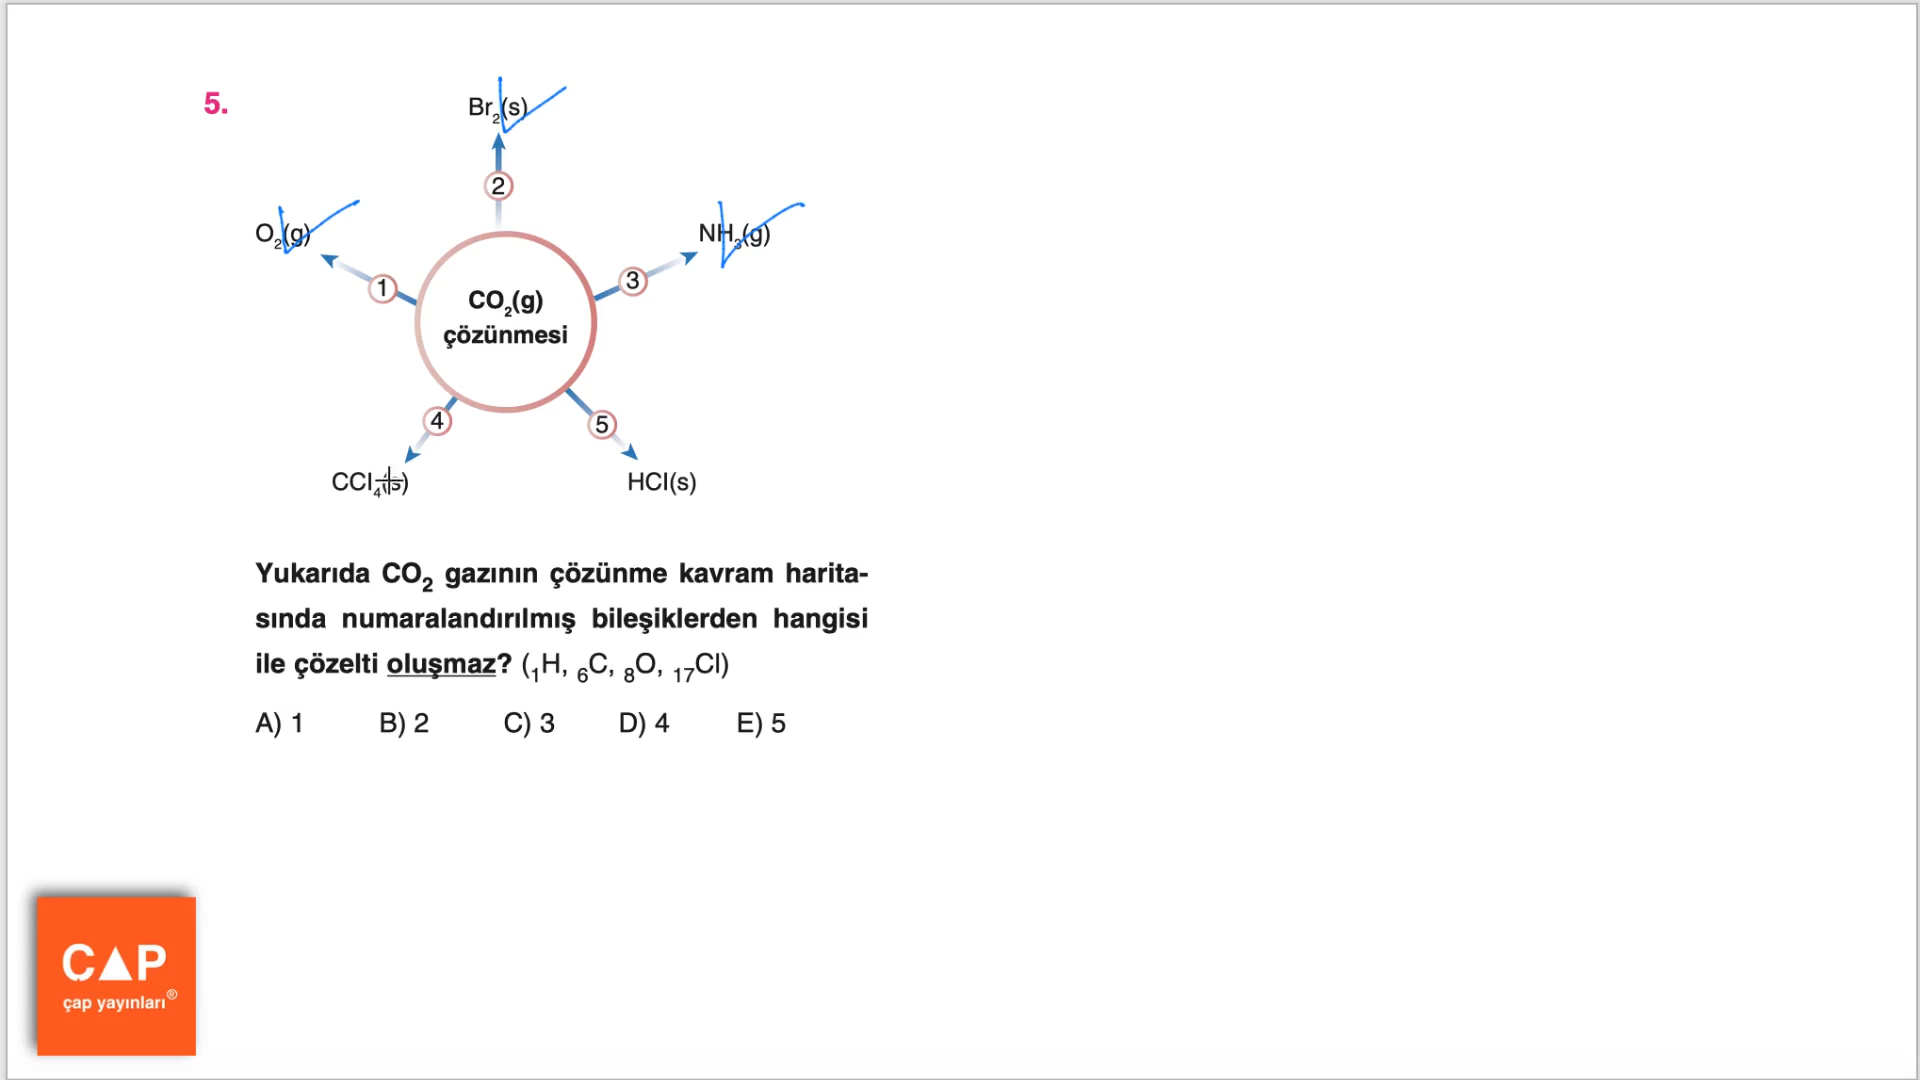 5.
Br₂(s)
2
O₂(g)
NH₃(g)
1
3
CO₂(g)
çözünmesi
4
5
CCl₄(s)
HCl(s)
Yukarıda CO₂ gazının çözünme kavram harita-
sında numaralandırılmış bileşiklerden hangisi
ile çözelti oluşmaz? (₁H, ₆C, ₈O, ₁₇Cl)
A) 1 B) 2 C) 3 D) 4 E) 5
ÇAP
çap yayınları®